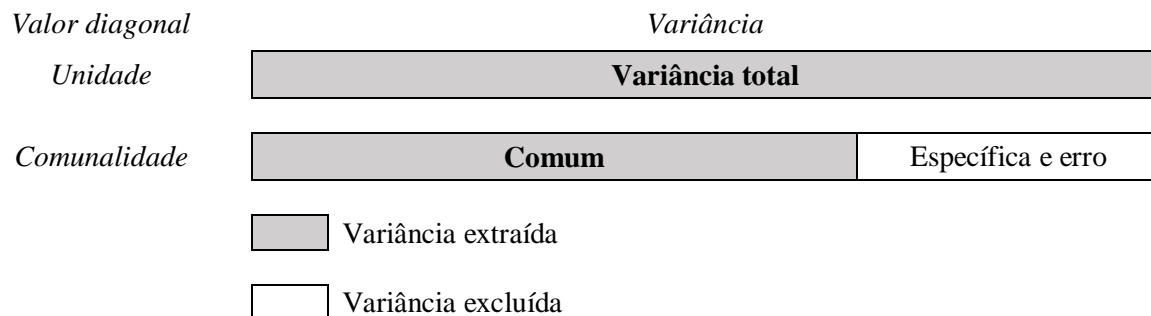 Valor diagonal Variância
Unidade Variância total
Comunalidade Comum Específica e erro
Variância extraída
Variância excluída